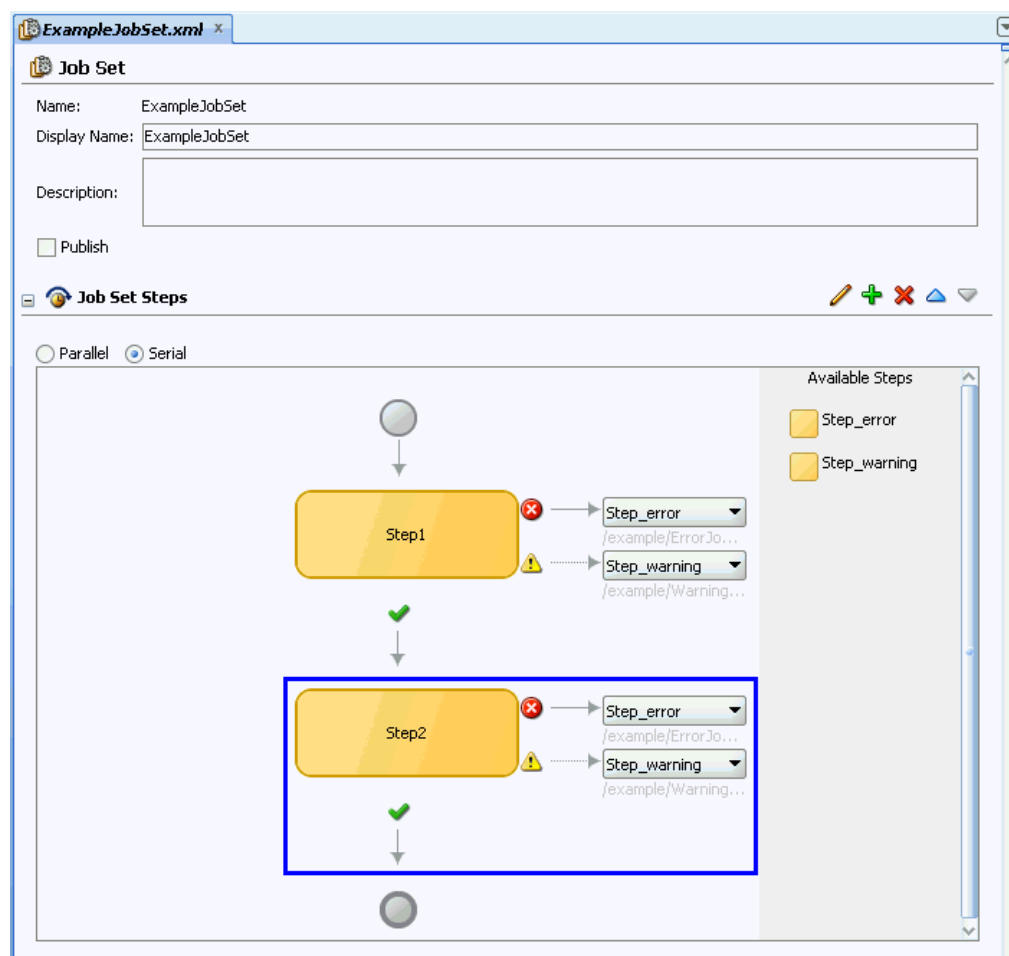 ExampleJobSet.xml
Job Set
Name: ExampleJobSet
Display Name: ExampleJobSet
Description:
Publish
Job Set Steps
Parallel Serial
Available Steps
Step_error
Step_warning
Step1
Step_error
/example/ErrorJo...
Step_warning
/example/Warning...
Step2
Step_error
/example/ErrorJo...
Step_warning
/example/Warning...